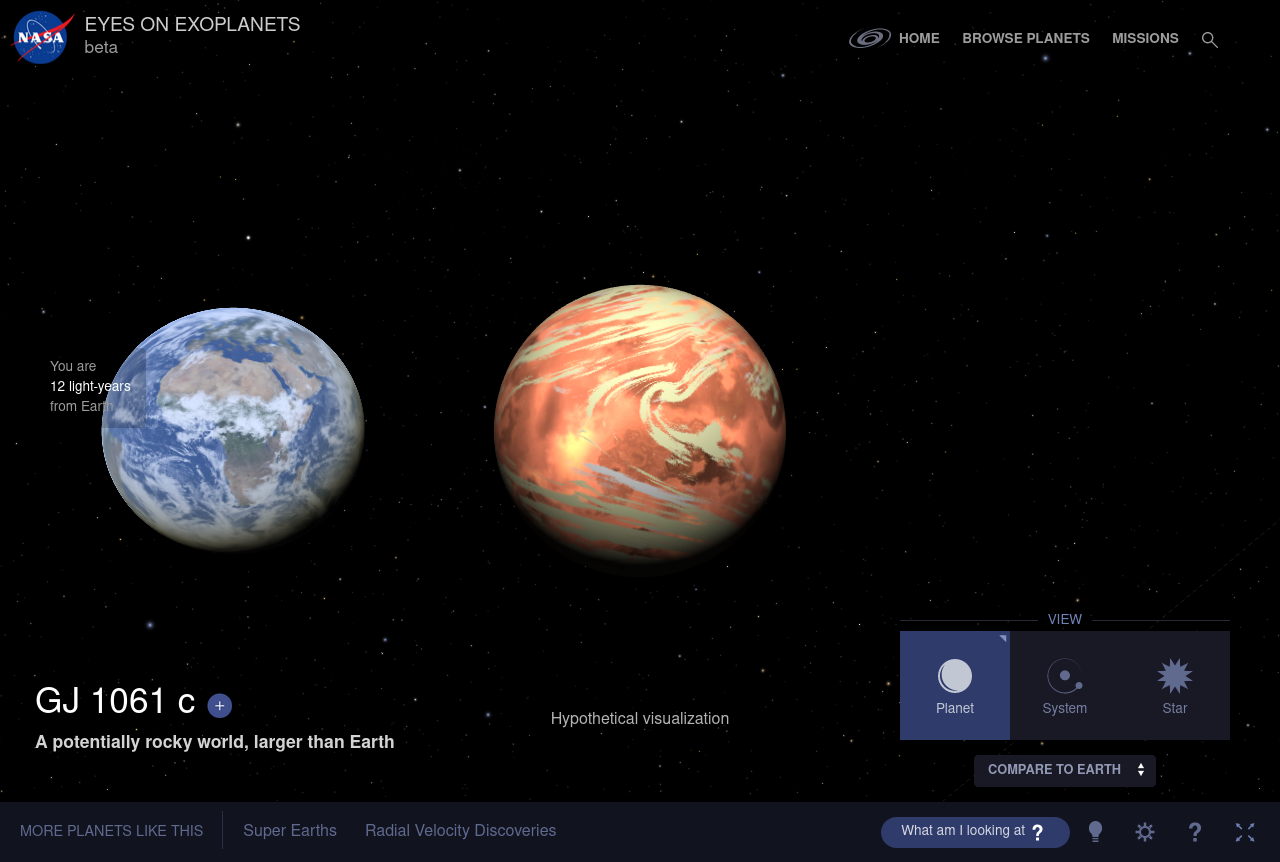 NASA
EYES ON EXOPLANETS
beta
HOME
BROWSE PLANETS
MISSIONS
You are
12 light-years
from Earth
VIEW
Planet
System
Star
GJ 1061 c +
A potentially rocky world, larger than Earth
Hypothetical visualization
COMPARE TO EARTH
MORE PLANETS LIKE THIS
Super Earths
Radial Velocity Discoveries
What am I looking at ?
?